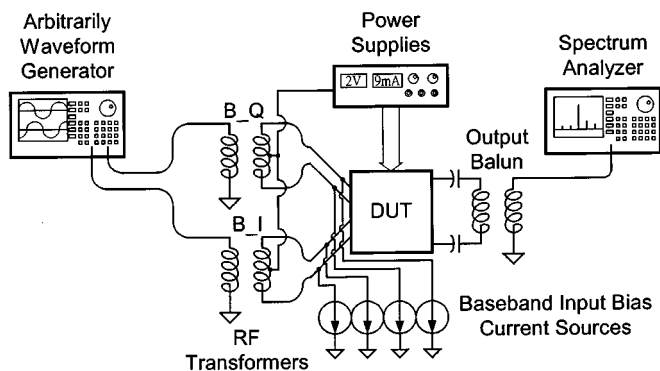 Arbitrarily
Waveform
Generator
Power
Supplies
Spectrum
Analyzer
2V
9mA
B_Q
Output
Balun
DUT
B_I
Baseband Input Bias
Current Sources
RF
Transformers